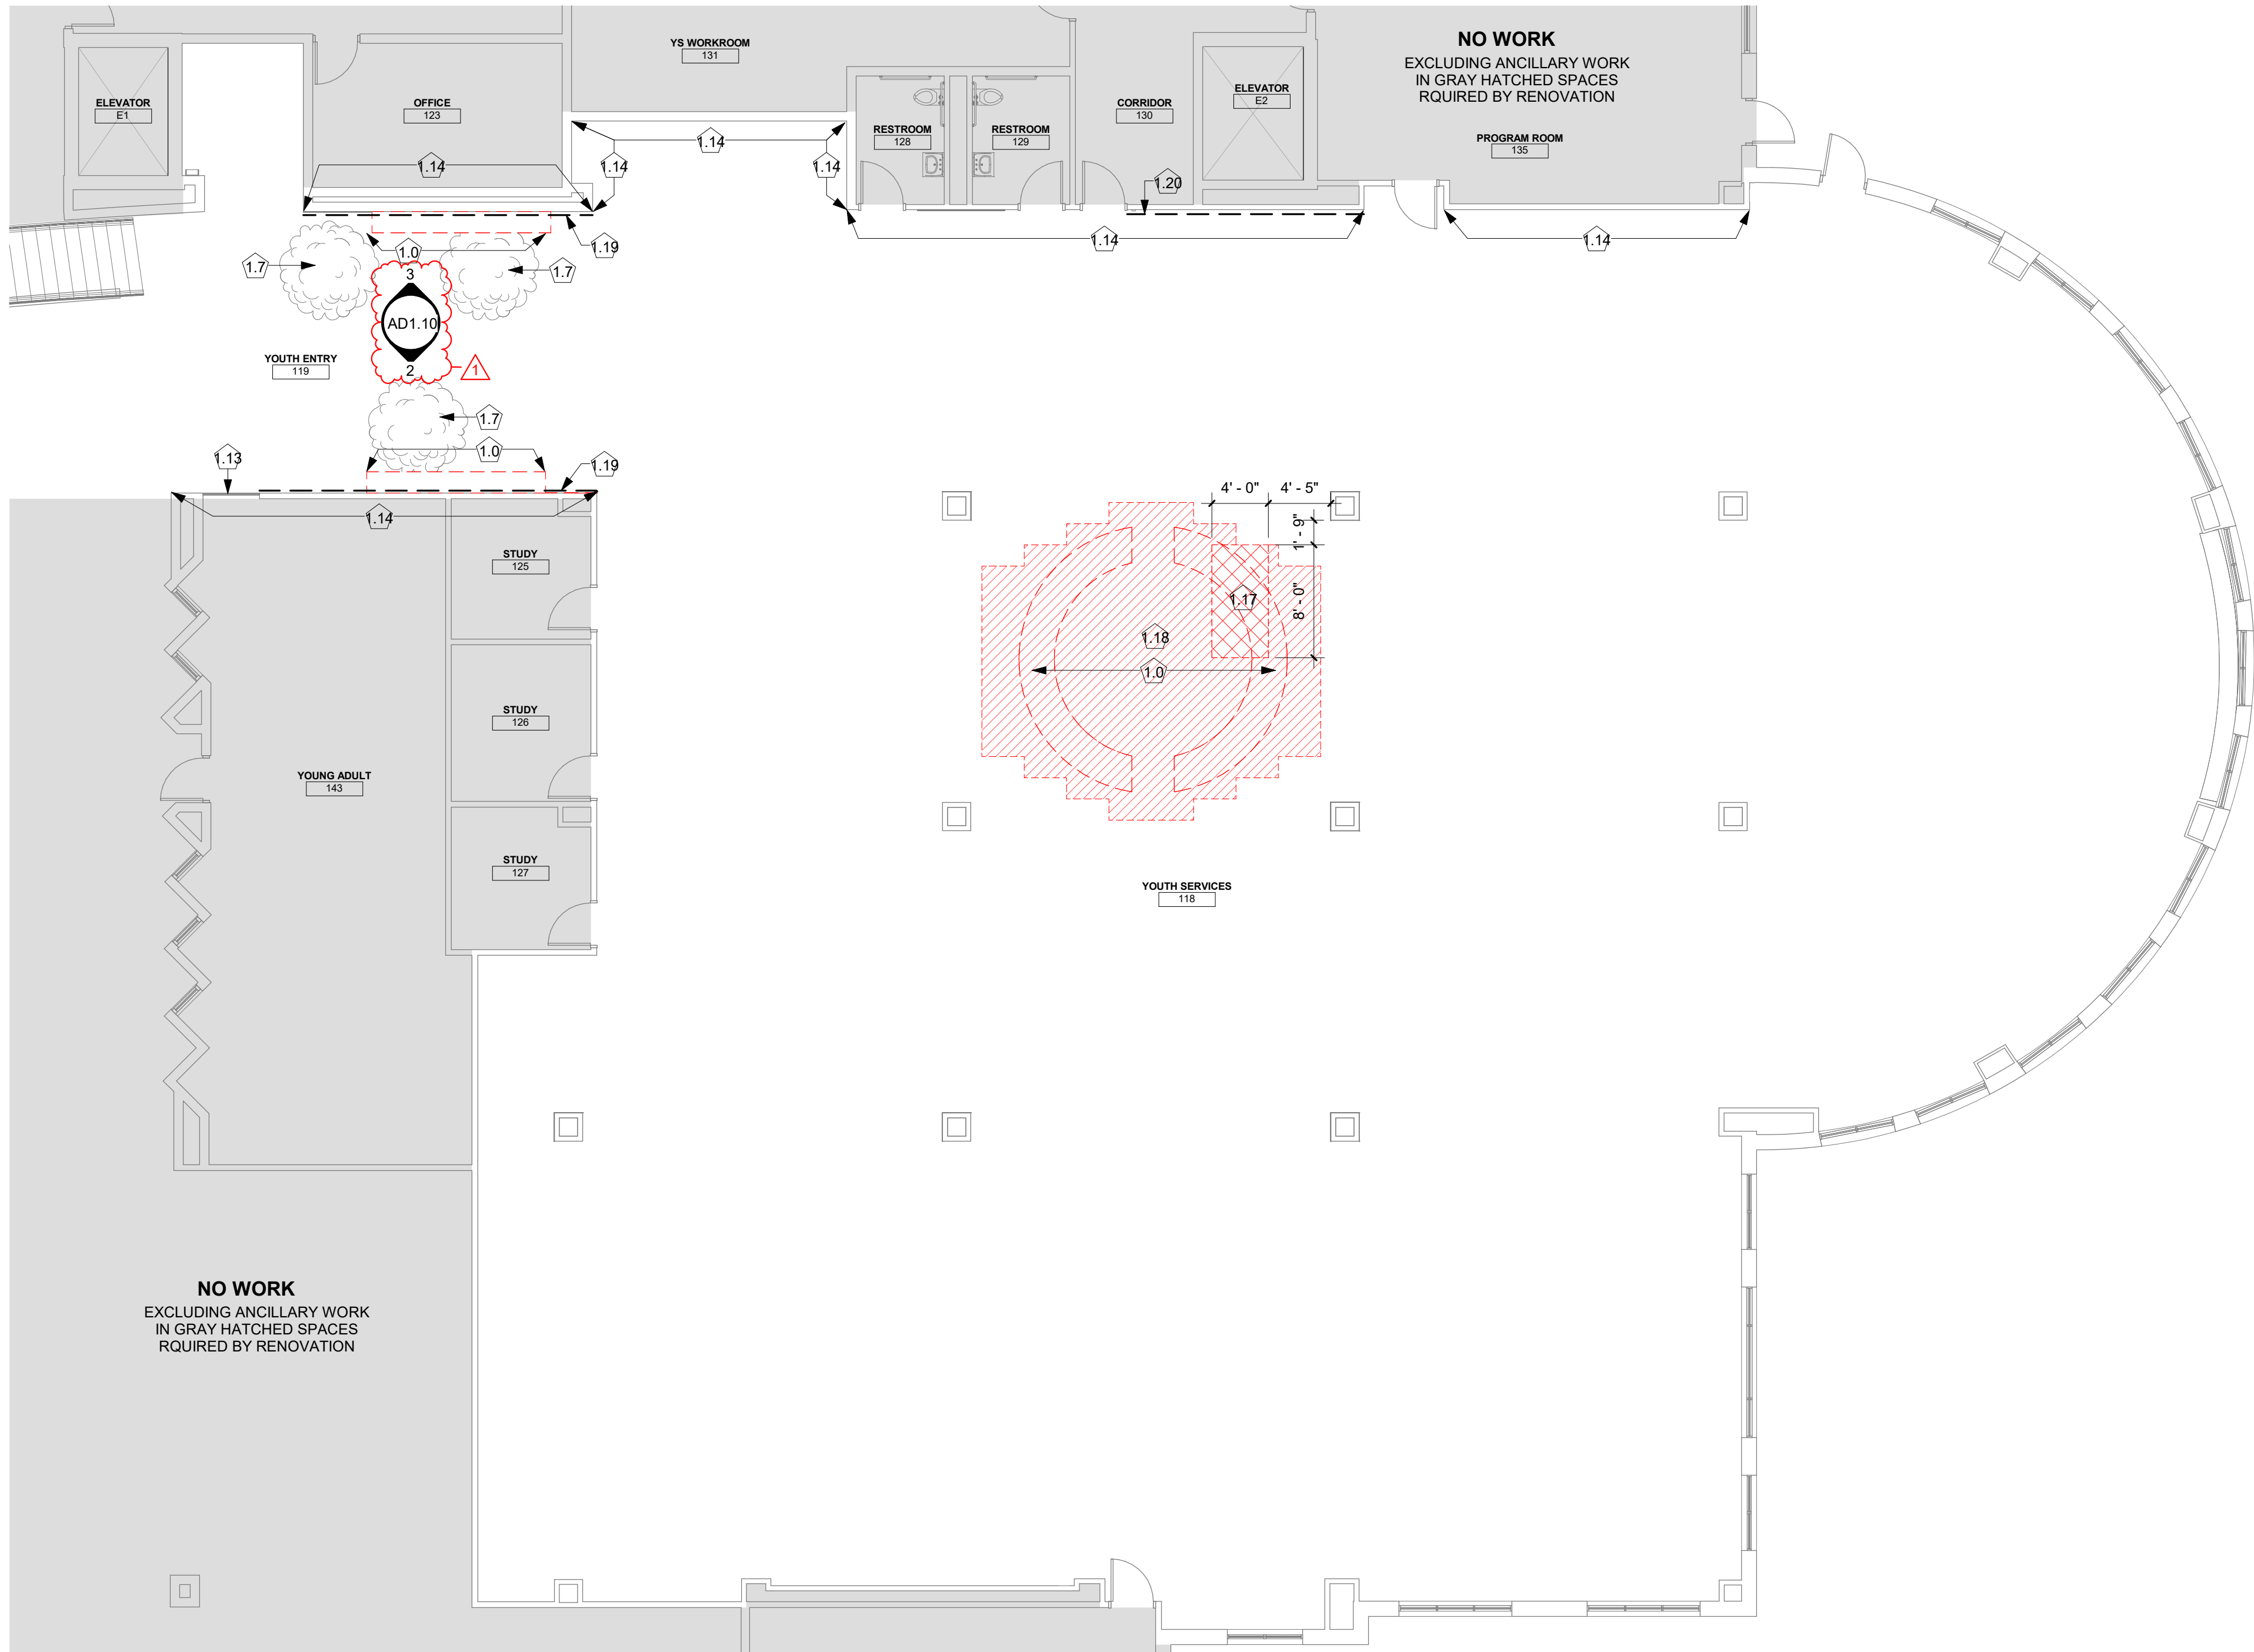 YS WORKROOM
131
NO WORK
EXCLUDING ANCILLARY WORK
IN GRAY HATCHED SPACES
RQUIRED BY RENOVATION
ELEVATOR
E1
OFFICE
123
CORRIDOR
130
ELEVATOR
E2
RESTROOM
128
RESTROOM
129
PROGRAM ROOM
135
1.14
1.14
1.14
1.14
1.20
1.14
1.14
1.19
1.0
1.7
1.7
3
AD1.10
2
1
YOUTH ENTRY
119
1.7
1.0
1.13
1.19
1.14
4' - 0"
4' - 5"
1' - 9"
8' - 0"
1.17
1.18
1.0
STUDY
125
STUDY
126
YOUNG ADULT
143
STUDY
127
YOUTH SERVICES
118
NO WORK
EXCLUDING ANCILLARY WORK
IN GRAY HATCHED SPACES
RQUIRED BY RENOVATION